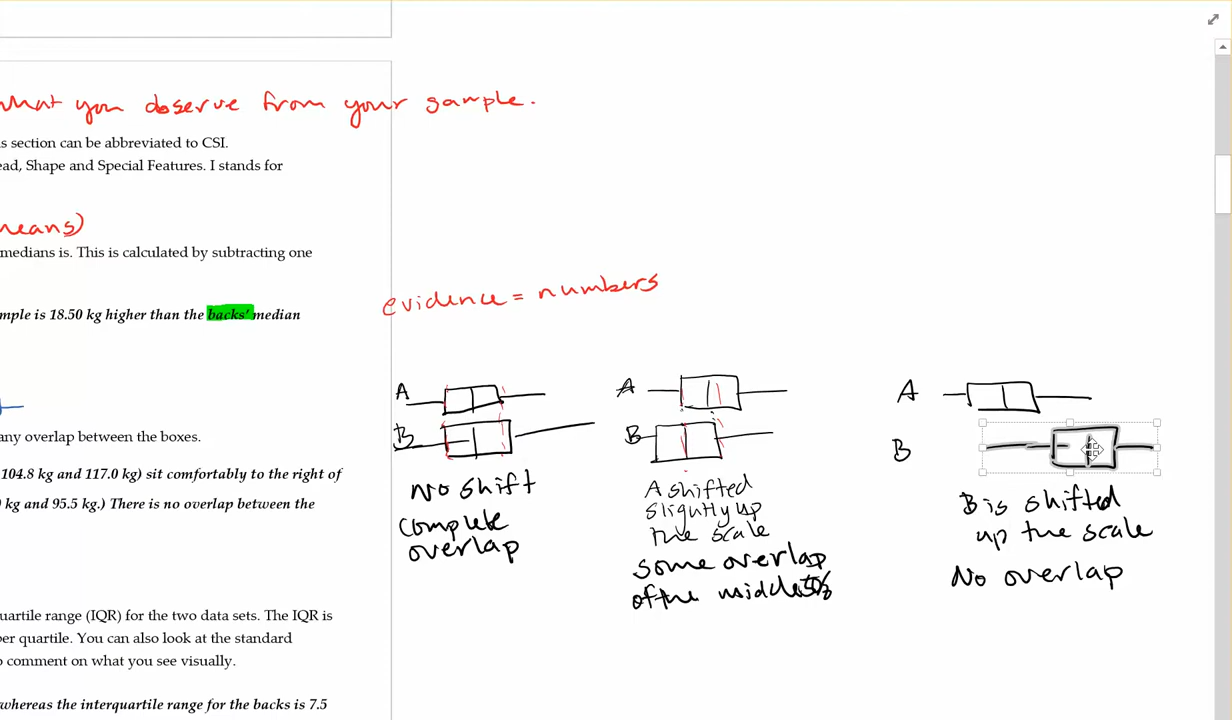 what you observe from your sample.
s section can be abbreviated to CSI.
ead, Shape and Special Features. I stands for
means)
medians is. This is calculated by subtracting one
evidence = numbers
mple is 18.50 kg higher than the backs' median
A
B
No shift
complete
overlap
A
B
A shifted
slightly up
the scale
some overlap
of the middle 50%
A
B
B is shifted
up the scale
No overlap
any overlap between the boxes.
104.8 kg and 117.0 kg) sit comfortably to the right of
0 kg and 95.5 kg.) There is no overlap between the
quartile range (IQR) for the two data sets. The IQR is
per quartile. You can also look at the standard
o comment on what you see visually.
whereas the interquartile range for the backs is 7.5